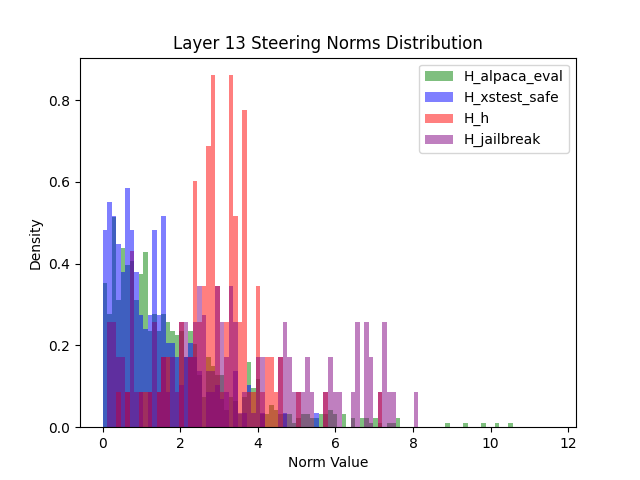 Layer 13 Steering Norms Distribution
H_alpaca_eval
H_xstest_safe
H_h
H_jailbreak
Density
0.8
0.6
0.4
0.2
0.0
0 2 4 6 8 10 12
Norm Value